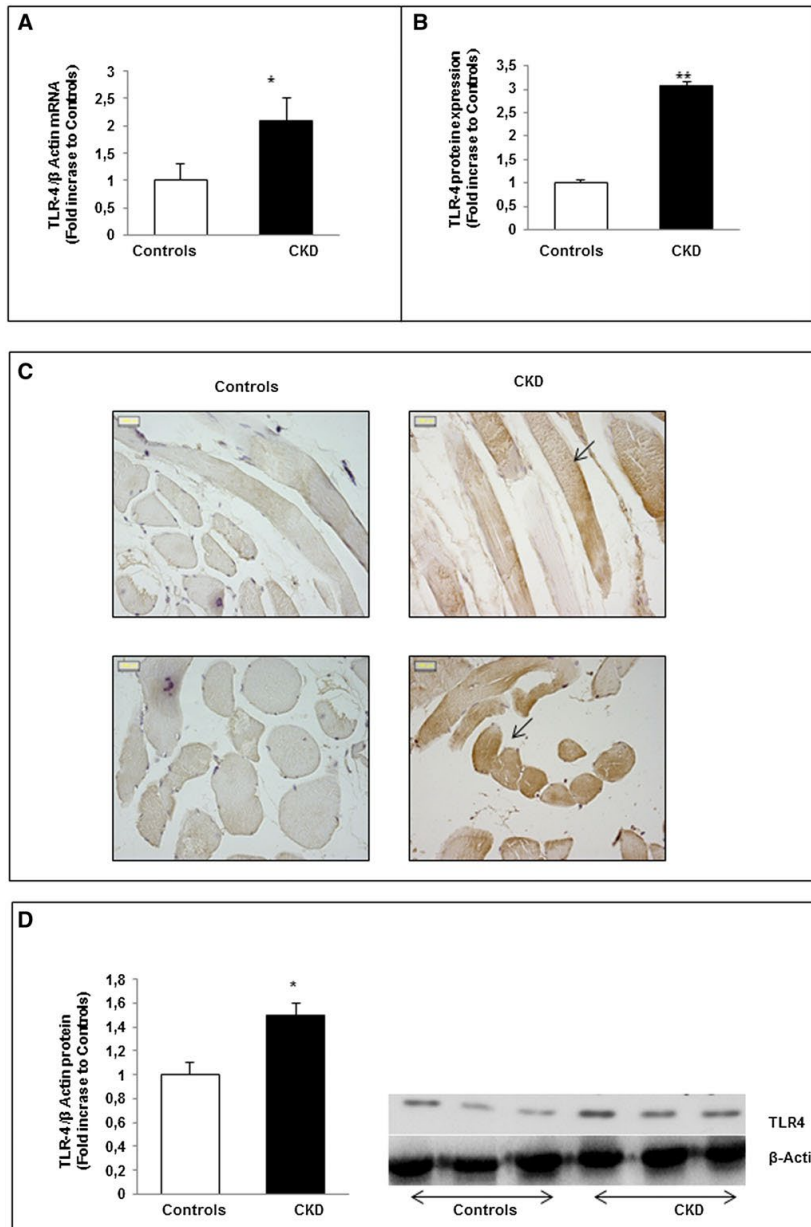 A
TLR-4/β Actin mRNA
(Fold incrase to Controls)
3
2,5
2
1,5
1
0,5
0
*
Controls
CKD
B
TLR-4 protein expression
(Fold increase to Controls)
3,5
3
2,5
2
1,5
1
0,5
0
**
Controls
CKD
C
Controls
CKD
D
TLR-4/β Actin protein
(Fold incrase to Controls)
1,8
1,6
1,4
1,2
1
0,8
0,6
0,4
0,2
0
*
Controls
CKD
TLR4
β-Acti
Controls
CKD